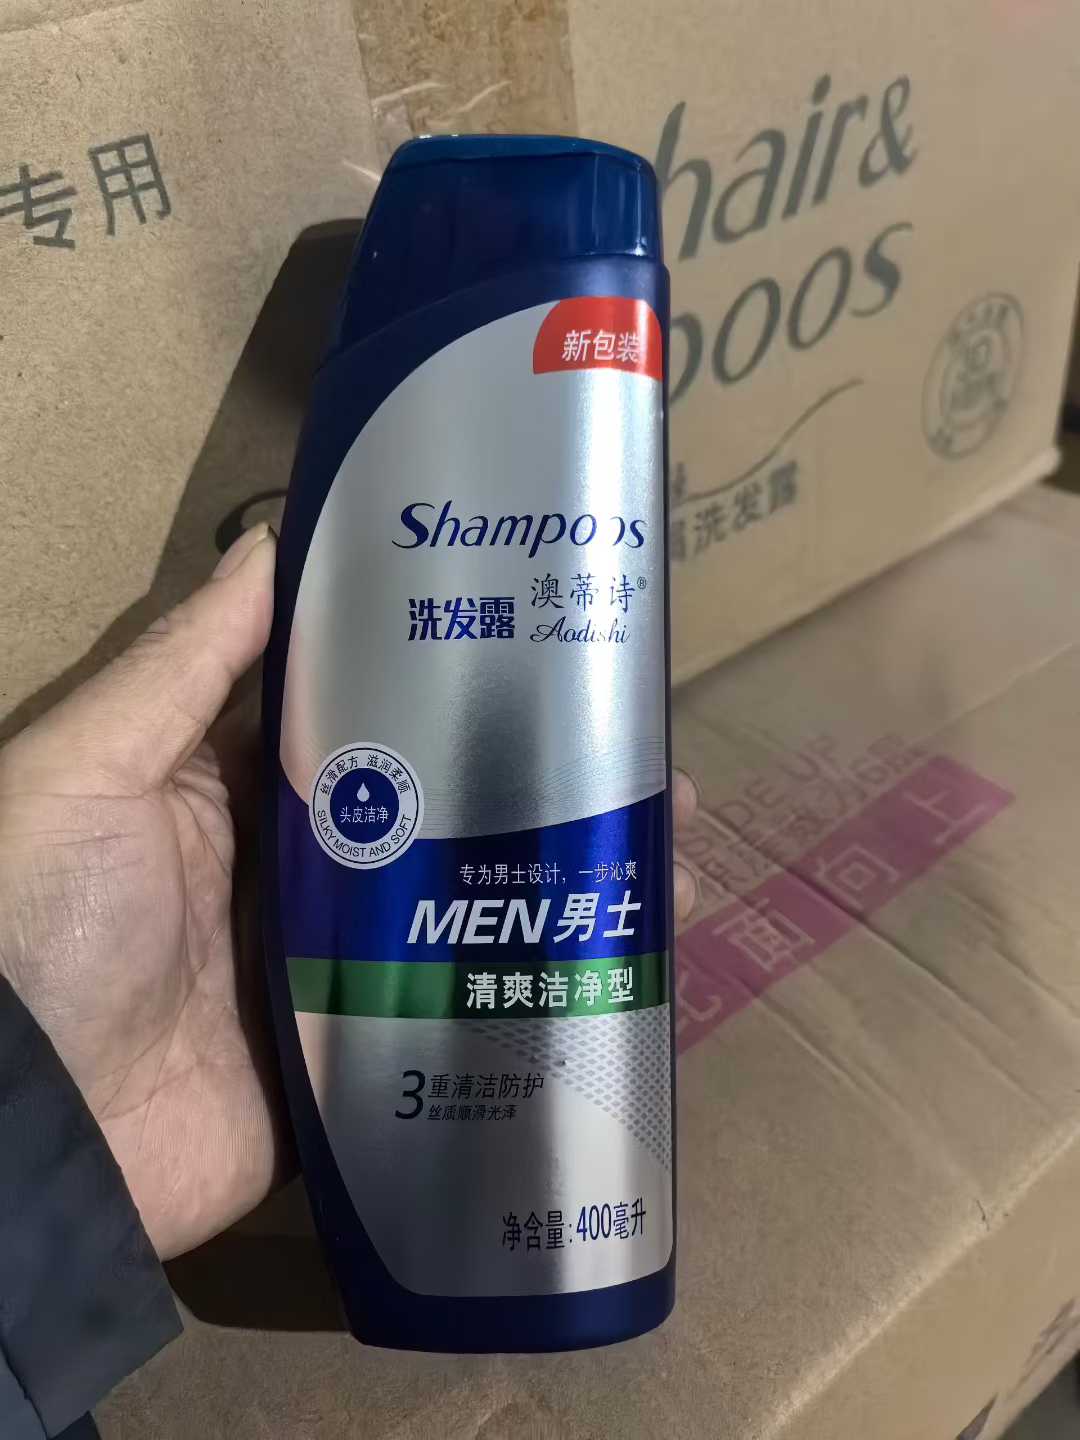 专用
hair&
poos
洗发露
新包装
Shampoos
洗发露
澳蒂诗®
Aodishi
丝滑配方 滋润柔顺
头皮洁净
SILKY MOIST AND SOFT
专为男士设计，一步沁爽
MEN男士
清爽洁净型
3重清洁防护
丝质顺滑光泽
净含量:400毫升
面向上